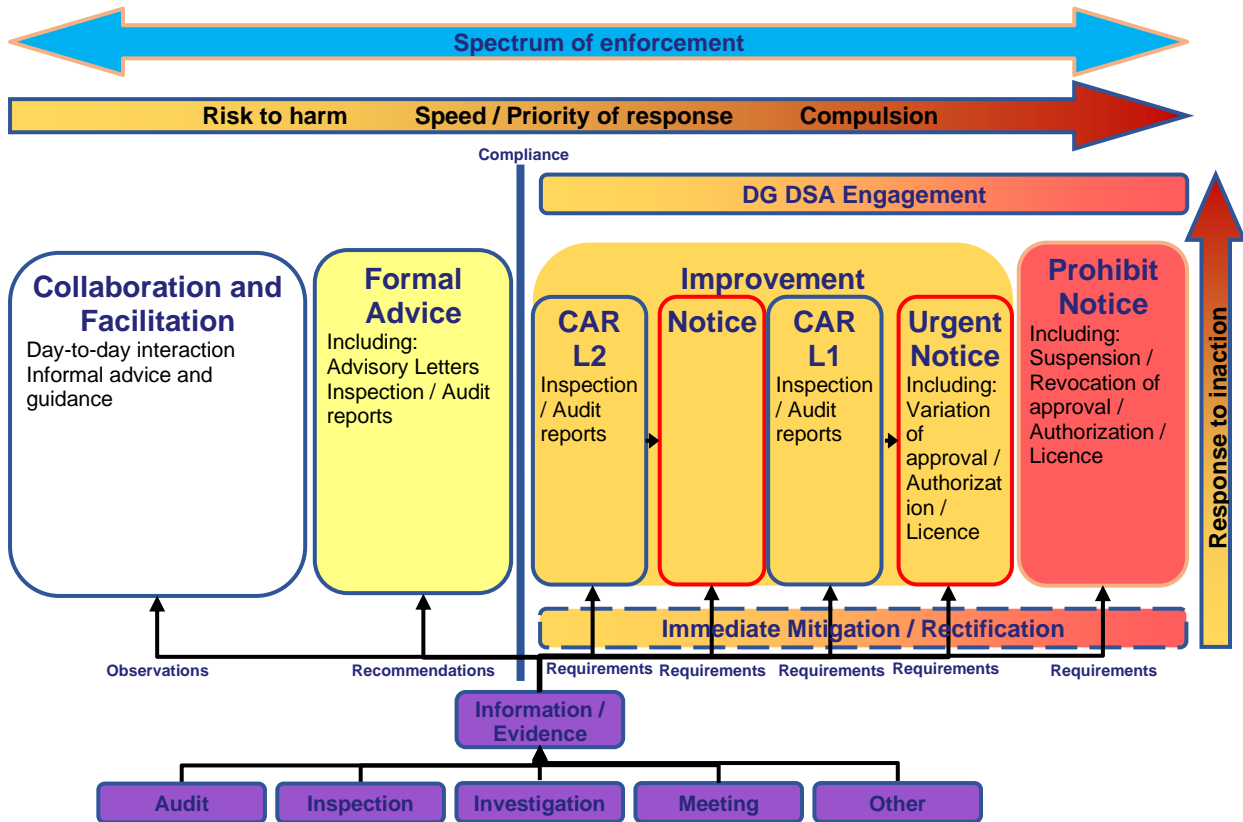 Spectrum of enforcement
Risk to harm Speed / Priority of response Compulsion
Compliance
DG DSA Engagement
Collaboration and
Facilitation
Day-to-day interaction
Informal advice and
guidance
Formal
Advice
Including:
Advisory Letters
Inspection / Audit
reports
Improvement
CAR
L2
Inspection
/ Audit
reports
Notice
CAR
L1
Inspection
/ Audit
reports
Urgent
Notice
Including:
Variation
of
approval /
Authorizat
ion /
Licence
Prohibit
Notice
Including:
Suspension /
Revocation of
approval /
Authorization /
Licence
Response to inaction
Immediate Mitigation / Rectification
Observations
Recommendations
Requirements
Requirements
Requirements
Requirements
Requirements
Information /
Evidence
Audit
Inspection
Investigation
Meeting
Other